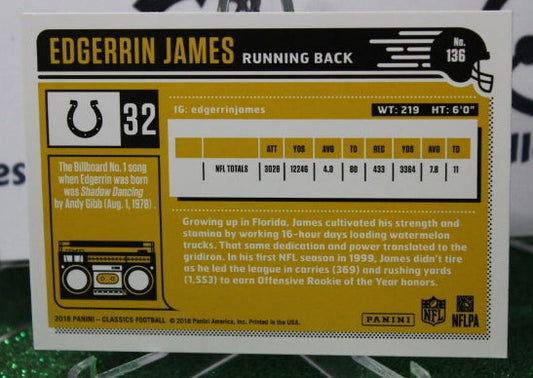 EDGERRIN JAMES RUNNING BACK
No. 136
32
IG: edgerrinjames
WT: 219 HT: 6'0"
ATT YDS AVG TD REC YDS AVG TD
NFL TOTALS 3028 12246 4.0 80 433 3364 7.8 11
The Billboard No. 1 song
when Edgerrin was born
was Shadow Dancing
by Andy Gibb (Aug. 1, 1978).
Growing up in Florida, James cultivated his strength and
stamina by working 16-hour days loading watermelon
trucks. That same dedication and power translated to the
gridiron. In his first NFL season in 1999, James didn't tire
as he led the league in carries (369) and rushing yards
(1,553) to earn Offensive Rookie of the Year honors.
2018 PANINI – CLASSICS FOOTBALL © 2018 Panini America, Inc. Printed in the USA.
PANINI
NFL
NFLPA